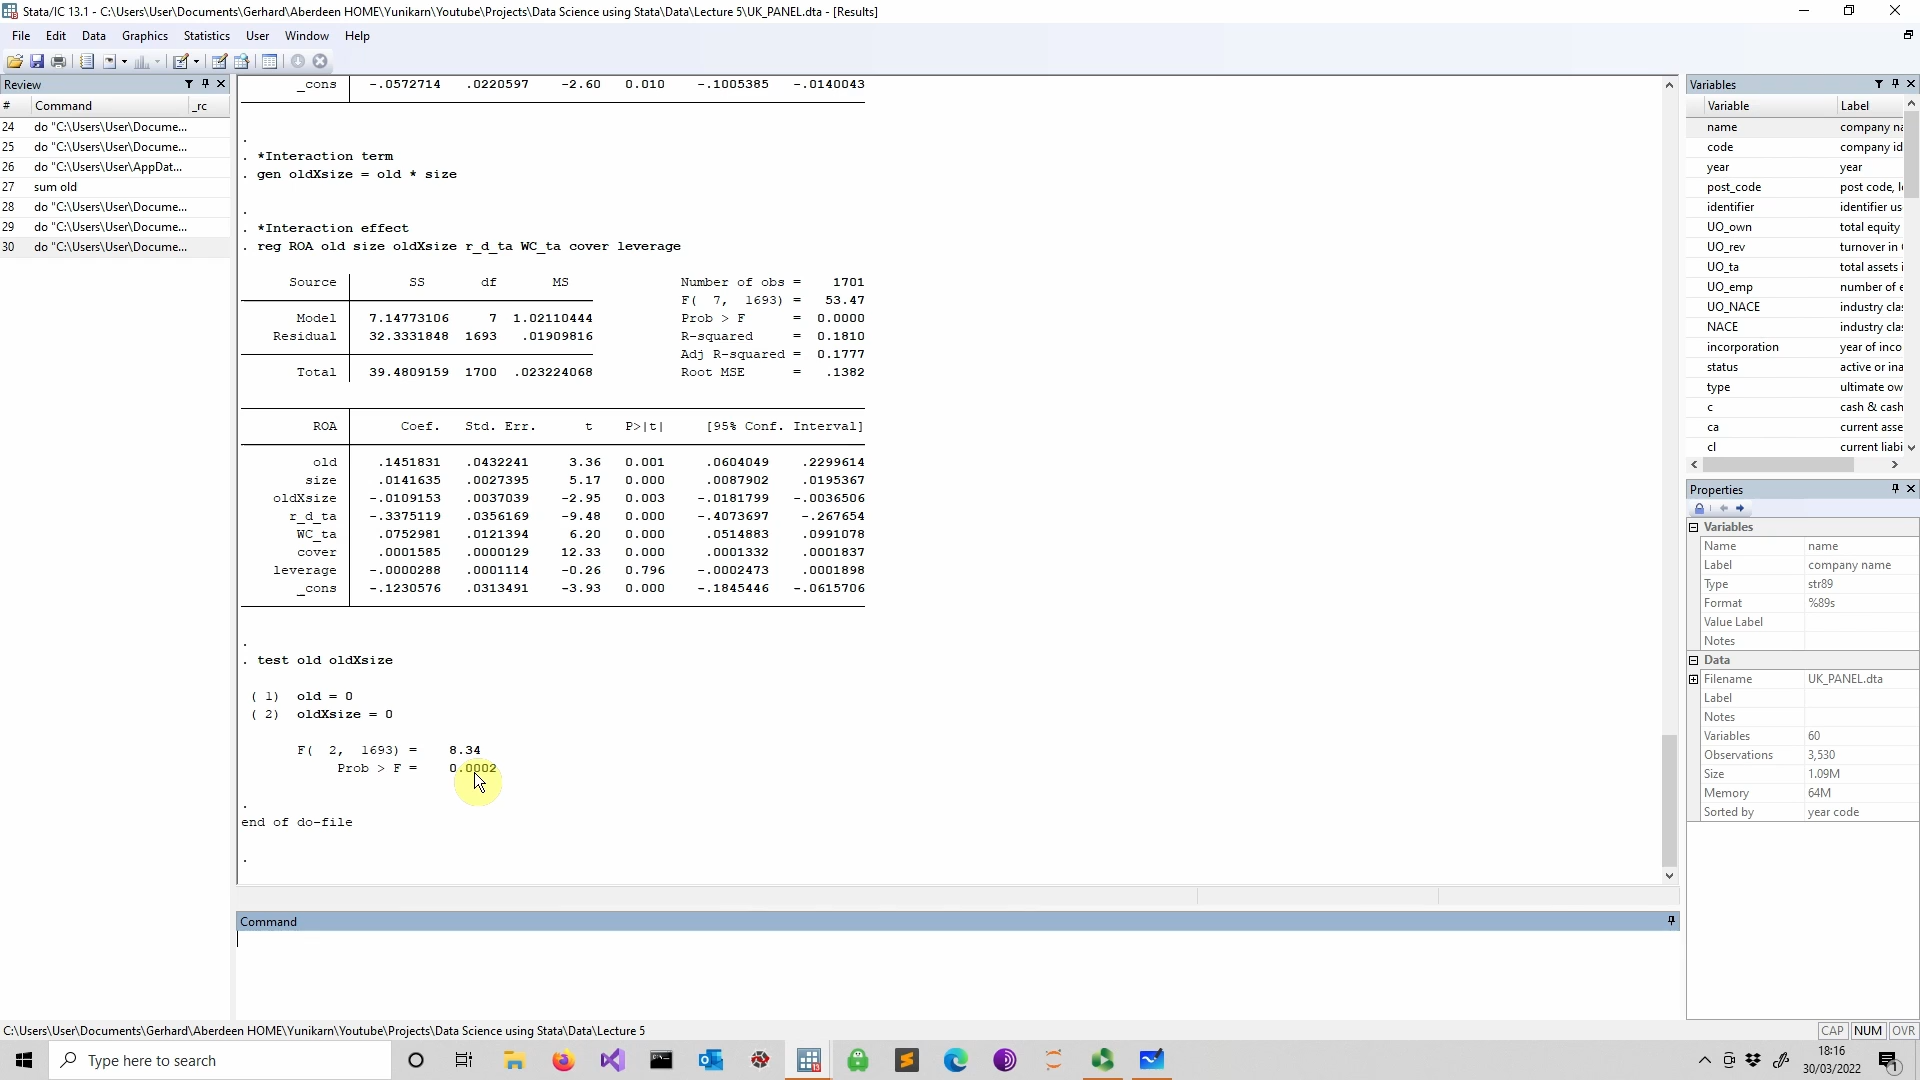 Stata/IC 13.1 - C:\Users\User\Documents\Gerhard\Aberdeen HOME\Yunikarn\Youtube\Projects\Data Science using Stata\Data\Lecture 5\UK_PANEL.dta - [Results]
File Edit Data Graphics Statistics User Window Help
Review
# Command _rc
24 do "C:\Users\User\Docume...
25 do "C:\Users\User\Docume...
26 do "C:\Users\User\AppDat...
27 sum old
28 do "C:\Users\User\Docume...
29 do "C:\Users\User\Docume...
30 do "C:\Users\User\Docume...
_cons -.0572714 .0220597 -2.60 0.010 -.1005385 -.0140043
.
. *Interaction term
. gen oldXsize = old * size
.
. *Interaction effect
. reg ROA old size oldXsize r_d_ta WC_ta cover leverage
Source SS df MS Number of obs = 1701
F( 7, 1693) = 53.47
Model 7.14773106 7 1.02110444 Prob > F = 0.0000
Residual 32.3331848 1693 .01909816 R-squared = 0.1810
Adj R-squared = 0.1777
Total 39.4809159 1700 .023224068 Root MSE = .1382
ROA Coef. Std. Err. t P>|t| [95% Conf. Interval]
old .1451831 .0432241 3.36 0.001 .0604049 .2299614
size .0141635 .0027395 5.17 0.000 .0087902 .0195367
oldXsize -.0109153 .0037039 -2.95 0.003 -.0181799 -.0036506
r_d_ta -.3375119 .0356169 -9.48 0.000 -.4073697 -.267654
WC_ta .0752981 .0121394 6.20 0.000 .0514883 .0991078
cover .0001585 .0000129 12.33 0.000 .0001332 .0001837
leverage -.0000288 .0001114 -0.26 0.796 -.0002473 .0001898
_cons -.1230576 .0313491 -3.93 0.000 -.1845446 -.0615706
.
. test old oldXsize
( 1) old = 0
( 2) oldXsize = 0
F( 2, 1693) = 8.34
Prob > F = 0.0002
.
end of do-file
.
Command
Variables
Variable Label
name company na
code company id
year year
post_code post code, l
identifier identifier us
UO_own total equity
UO_rev turnover in
UO_ta total assets i
UO_emp number of e
UO_NACE industry cla
NACE industry cla
incorporation year of inco
status active or ina
type ultimate ow
c cash & cash
ca current asse
cl current liabi
Properties
Variables
Name name
Label company name
Type str89
Format %89s
Value Label
Notes
Data
Filename UK_PANEL.dta
Label
Notes
Variables 60
Observations 3,530
Size 1.09M
Memory 64M
Sorted by year code
C:\Users\User\Documents\Gerhard\Aberdeen HOME\Yunikarn\Youtube\Projects\Data Science using Stata\Data\Lecture 5
CAP NUM OVR
Type here to search
18:16
30/03/2022